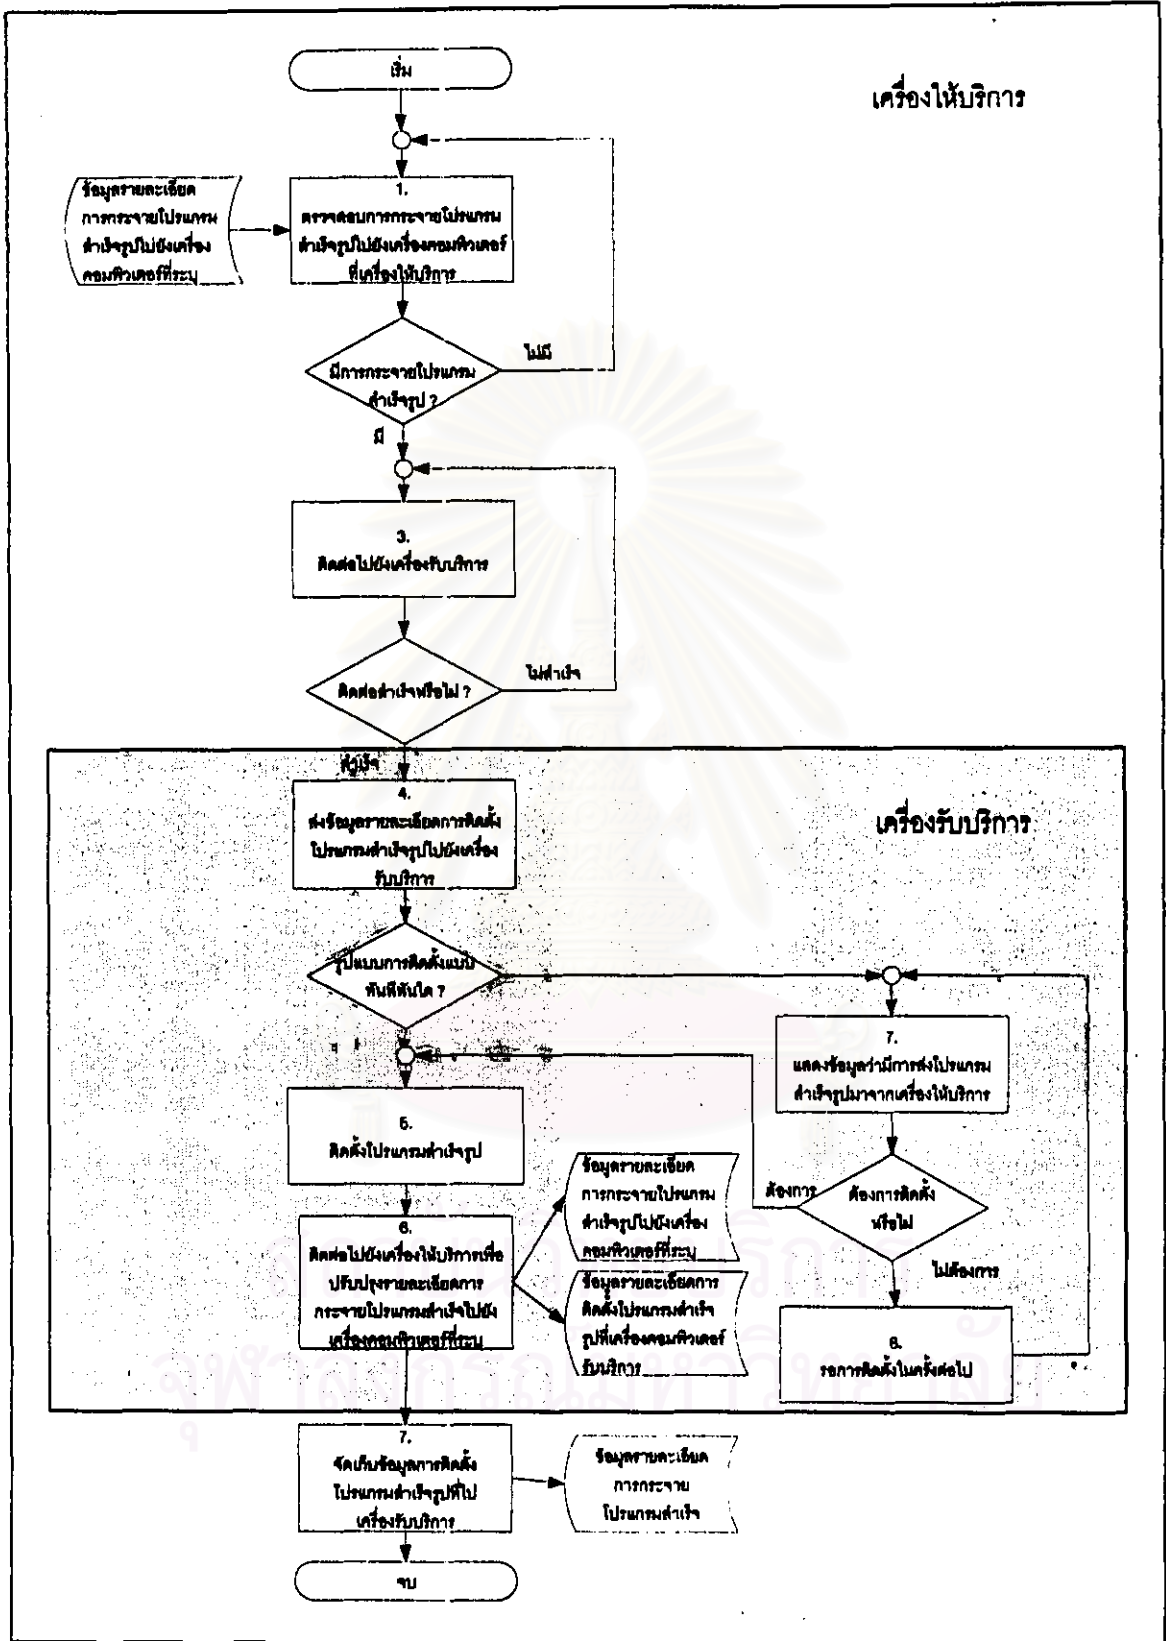 เริ่ม
เครื่องให้บริการ
ข้อมูลรายละเอียด
การกระจายโปรแกรม
สำเร็จรูปไปยังเครื่อง
คอมพิวเตอร์ที่ระบุ
1.
ตรวจสอบการกระจายโปรแกรม
สำเร็จรูปไปยังเครื่องคอมพิวเตอร์
ที่เครื่องให้บริการ
ไม่มี
มีการกระจายโปรแกรม
สำเร็จรูป ?
มี
3.
ติดต่อไปยังเครื่องรับบริการ
ไม่สำเร็จ
ติดต่อสำเร็จหรือไม่ ?
สำเร็จ
4.
ส่งข้อมูลรายละเอียดการติดตั้ง
โปรแกรมสำเร็จรูปไปยังเครื่อง
รับบริการ
เครื่องรับบริการ
รูปแบบการติดตั้งแบบ
ทันทีทันใด ?
7.
แสดงข้อมูลว่ามีการส่งโปรแกรม
สำเร็จรูปมาจากเครื่องให้บริการ
5.
ติดตั้งโปรแกรมสำเร็จรูป
ต้องการ
ต้องการติดตั้ง
หรือไม่
ไม่ต้องการ
ข้อมูลรายละเอียด
การกระจายโปรแกรม
สำเร็จรูปไปยังเครื่อง
คอมพิวเตอร์ที่ระบุ
6.
ติดต่อไปยังเครื่องให้บริการเพื่อ
ปรับปรุงรายละเอียดการ
กระจายโปรแกรมสำเร็จไปยัง
เครื่องคอมพิวเตอร์ที่ระบุ
ข้อมูลรายละเอียดการ
ติดตั้งโปรแกรมสำเร็จ
รูปที่เครื่องคอมพิวเตอร์
รับบริการ
8.
รอการติดตั้งในครั้งต่อไป
7.
จัดเก็บข้อมูลการติดตั้ง
โปรแกรมสำเร็จรูปที่ไป
เครื่องรับบริการ
ข้อมูลรายละเอียด
การกระจาย
โปรแกรมสำเร็จ
จบ
จุฬาลงกรณ์มหาวิทยาลัย